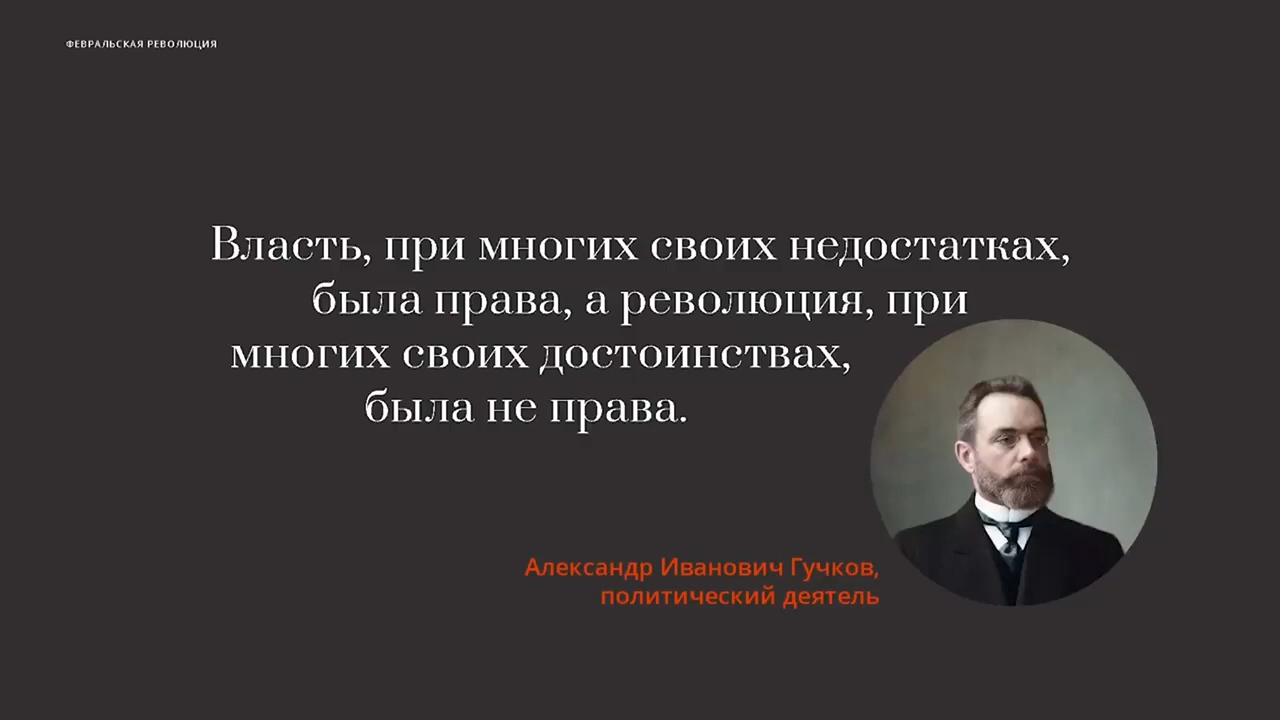 ФЕВРАЛЬСКАЯ РЕВОЛЮЦИЯ
Власть, при многих своих недостатках,
была права, а революция, при
многих своих достоинствах,
была не права.
Александр Иванович Гучков,
политический деятель